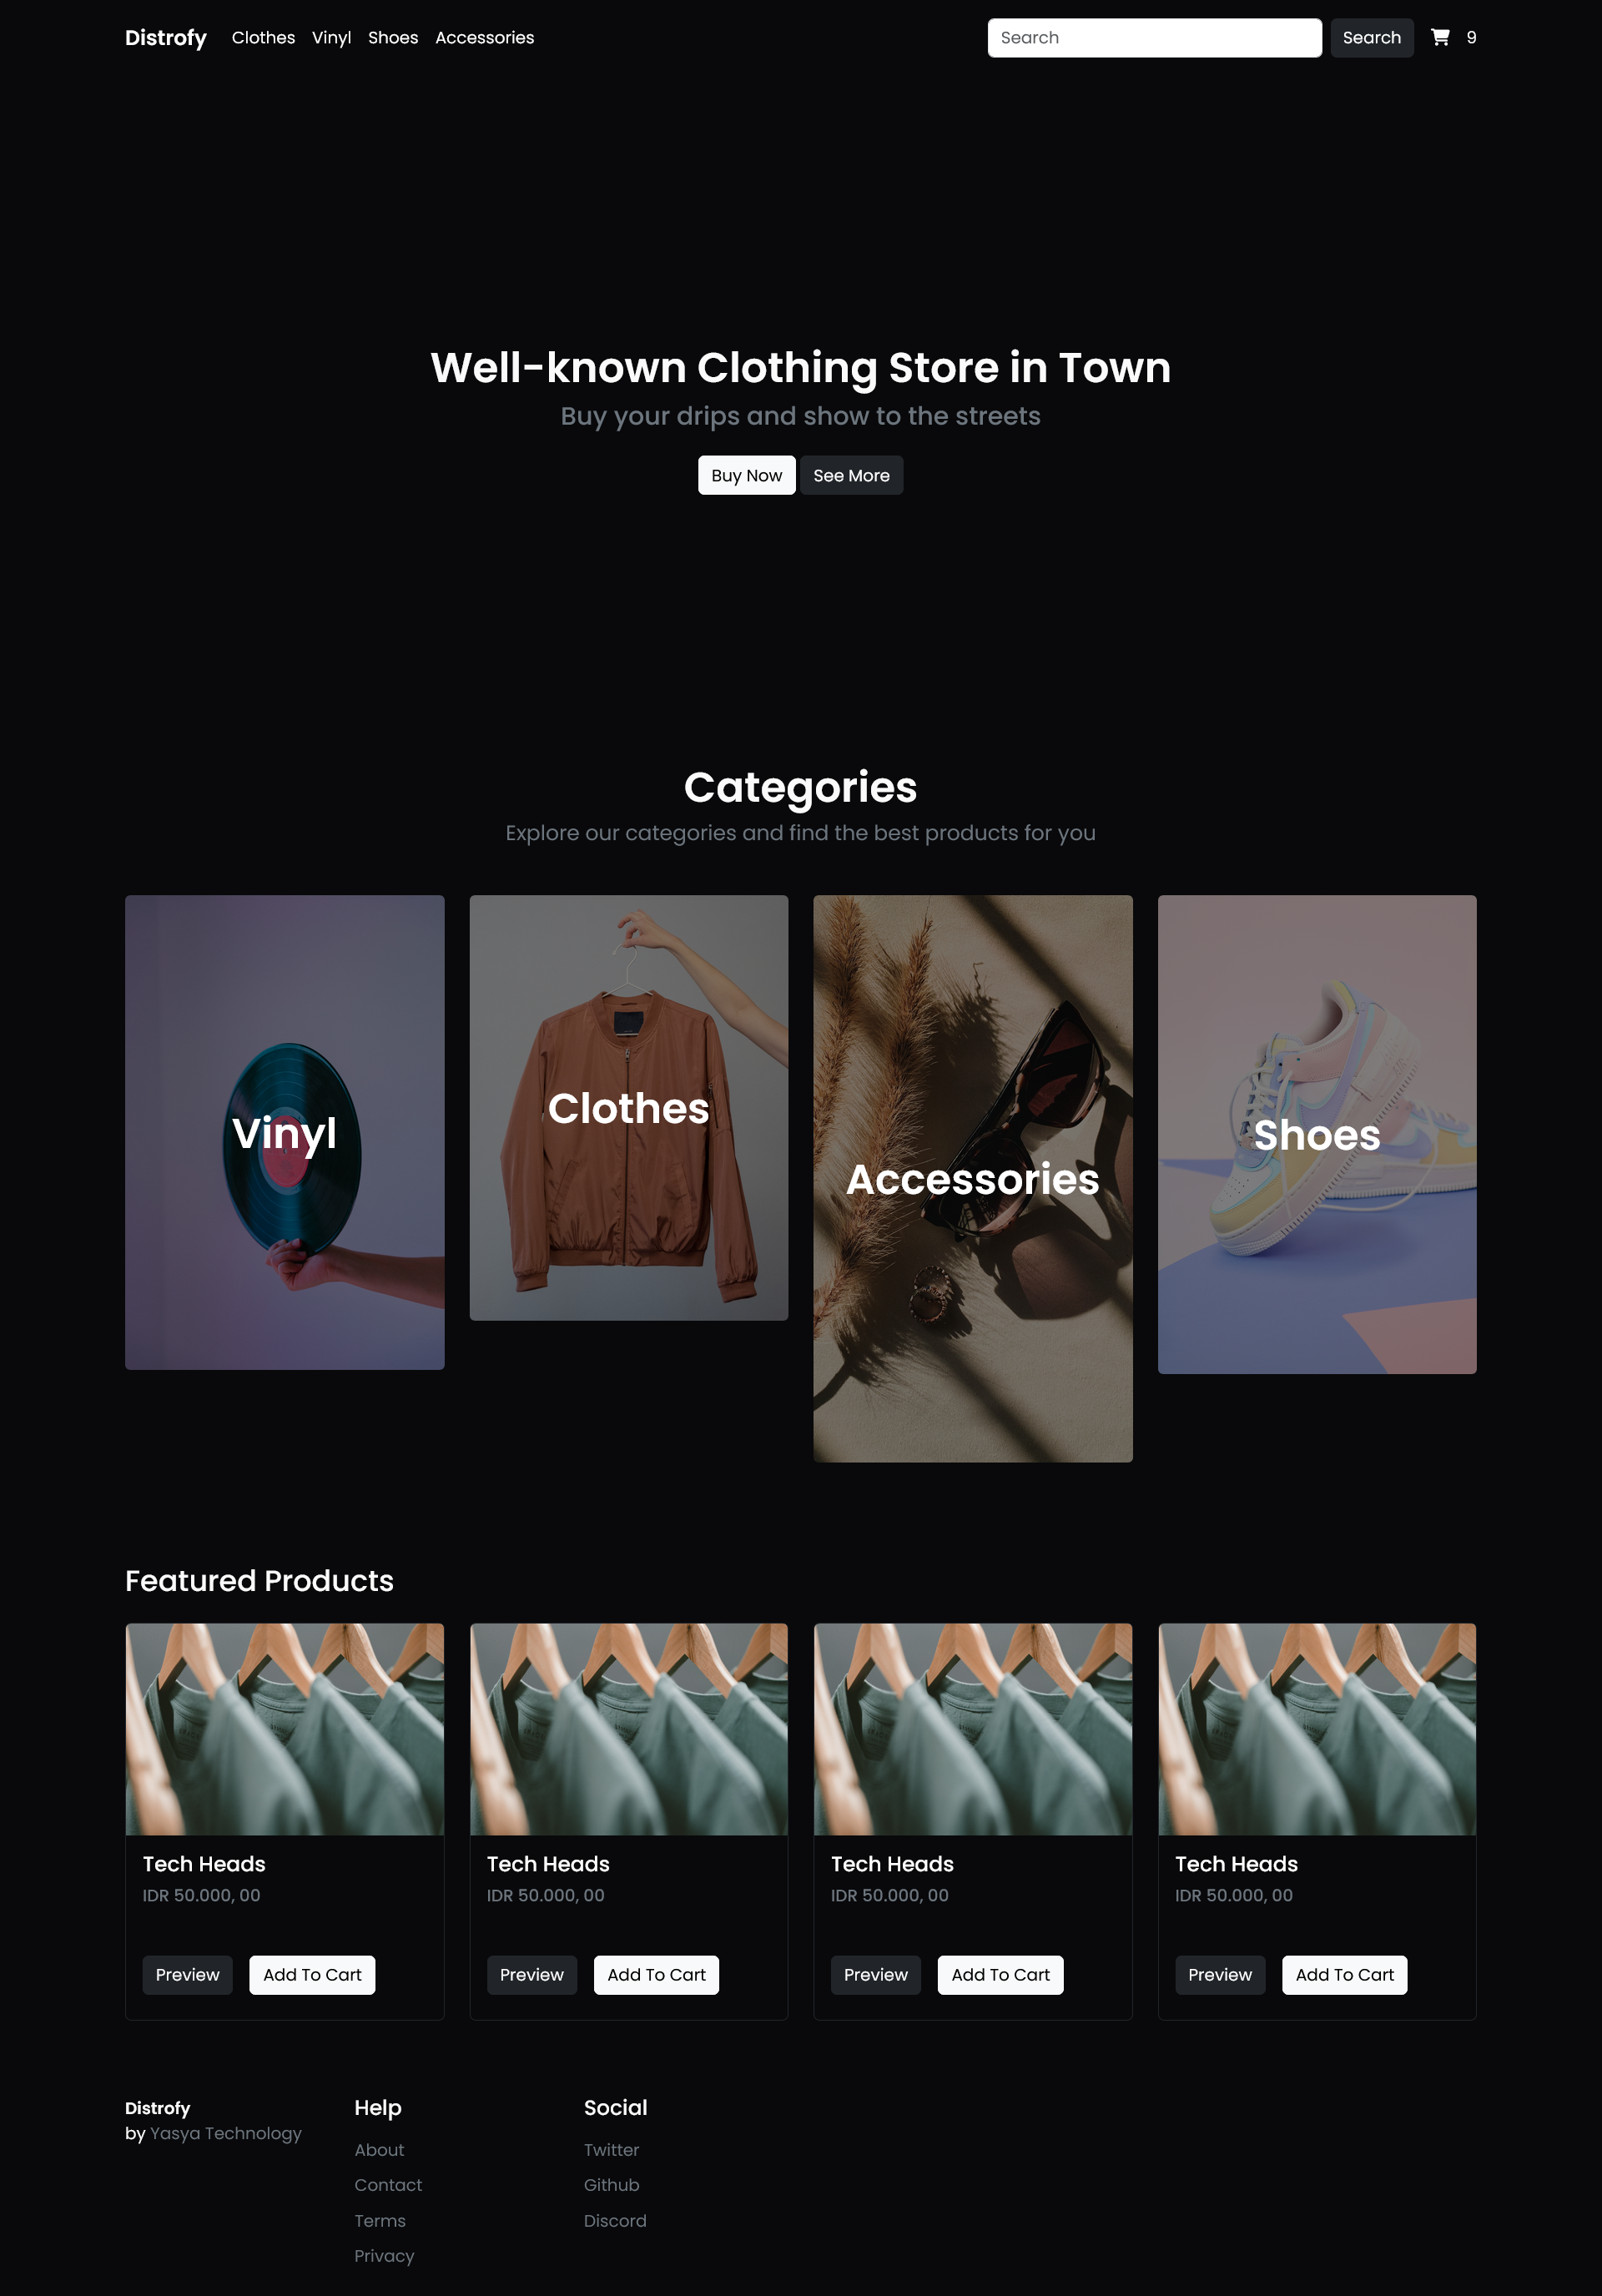 Distrofy Clothes Vinyl Shoes Accessories Search Search 9
Well-known Clothing Store in Town
Buy your drips and show to the streets
Buy Now See More
Categories
Explore our categories and find the best products for you
Vinyl
Clothes
Accessories
Shoes
Featured Products
Tech Heads
IDR 50.000, 00
Preview Add To Cart
Tech Heads
IDR 50.000, 00
Preview Add To Cart
Tech Heads
IDR 50.000, 00
Preview Add To Cart
Tech Heads
IDR 50.000, 00
Preview Add To Cart
Distrofy
by Yasya Technology
Help
About
Contact
Terms
Privacy
Social
Twitter
Github
Discord